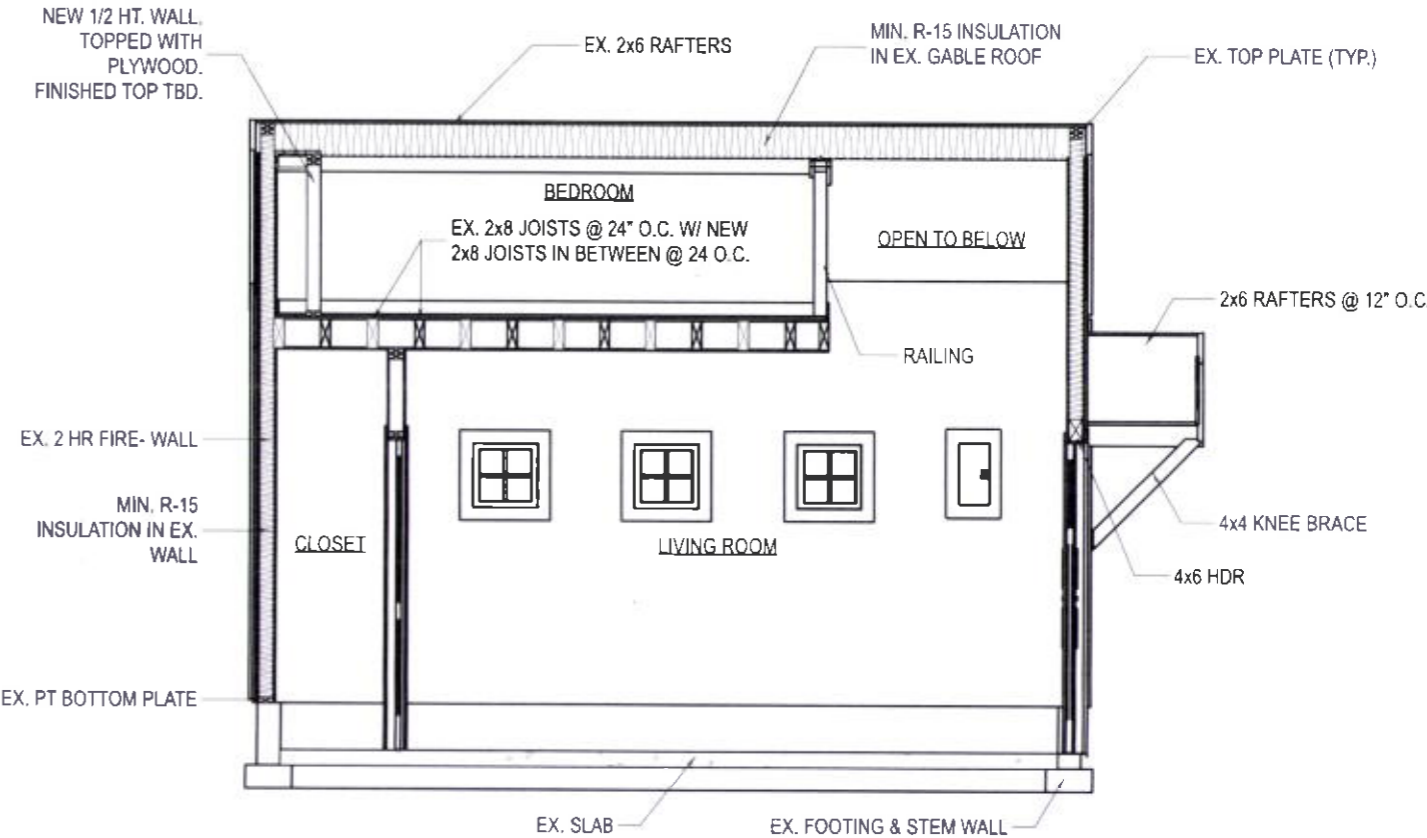 NEW 1/2 HT. WALL,
TOPPED WITH
PLYWOOD.
FINISHED TOP TBD.
EX. 2x6 RAFTERS
MIN. R-15 INSULATION
IN EX. GABLE ROOF
EX. TOP PLATE (TYP.)
BEDROOM
EX. 2x8 JOISTS @ 24" O.C. W/ NEW
2x8 JOISTS IN BETWEEN @ 24 O.C.
OPEN TO BELOW
2x6 RAFTERS @ 12" O.C
RAILING
EX. 2 HR FIRE- WALL
MIN. R-15
INSULATION IN EX.
WALL
CLOSET
LIVING ROOM
4x4 KNEE BRACE
4x6 HDR
EX. PT BOTTOM PLATE
EX. SLAB
EX. FOOTING & STEM WALL